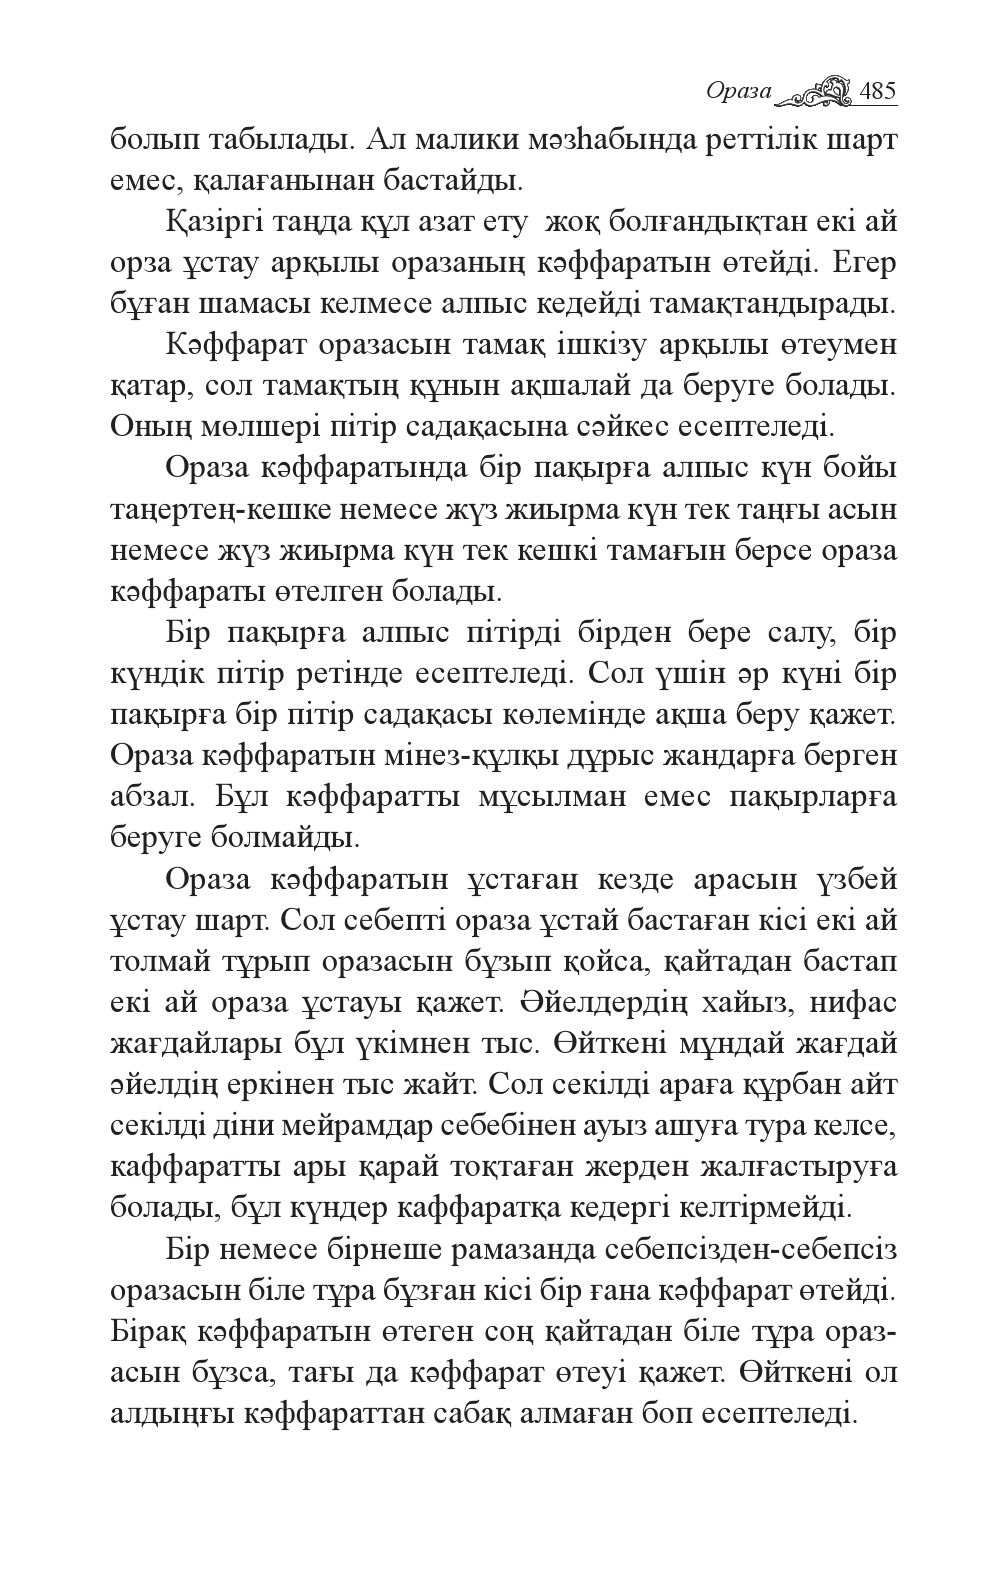 Ораза 485
болып табылады. Ал малики мәзһабында реттілік шарт
емес, қалағанынан бастайды.
Қазіргі таңда құл азат ету жоқ болғандықтан екі ай
орза ұстау арқылы оразаның кәффаратын өтейді. Егер
бұған шамасы келмесе алпыс кедейді тамақтандырады.
Кәффарат оразасын тамақ ішкізу арқылы өтеумен
қатар, сол тамақтың құнын ақшалай да беруге болады.
Оның мөлшері пітір садақасына сәйкес есептеледі.
Ораза кәффаратында бір пақырға алпыс күн бойы
таңертең-кешке немесе жүз жиырма күн тек таңғы асын
немесе жүз жиырма күн тек кешкі тамағын берсе ораза
кәффараты өтелген болады.
Бір пақырға алпыс пітірді бірден бере салу, бір
күндік пітір ретінде есептеледі. Сол үшін әр күні бір
пақырға бір пітір садақасы көлемінде ақша беру қажет.
Ораза кәффаратын мінез-құлқы дұрыс жандарға берген
абзал. Бұл кәффаратты мұсылман емес пақырларға
беруге болмайды.
Ораза кәффаратын ұстаған кезде арасын үзбей
ұстау шарт. Сол себепті ораза ұстай бастаған кісі екі ай
толмай тұрып оразасын бұзып қойса, қайтадан бастап
екі ай ораза ұстауы қажет. Әйелдердің хайыз, нифас
жағдайлары бұл үкімнен тыс. Өйткені мұндай жағдай
әйелдің еркінен тыс жайт. Сол секілді араға құрбан айт
секілді діни мейрамдар себебінен ауыз ашуға тура келсе,
каффаратты ары қарай тоқтаған жерден жалғастыруға
болады, бұл күндер каффаратқа кедергі келтірмейді.
Бір немесе бірнеше рамазанда себепсізден-себепсіз
оразасын біле тұра бұзған кісі бір ғана кәффарат өтейді.
Бірақ кәффаратын өтеген соң қайтадан біле тұра ораз-
асын бұзса, тағы да кәффарат өтеуі қажет. Өйткені ол
алдыңғы кәффараттан сабақ алмаған боп есептеледі.